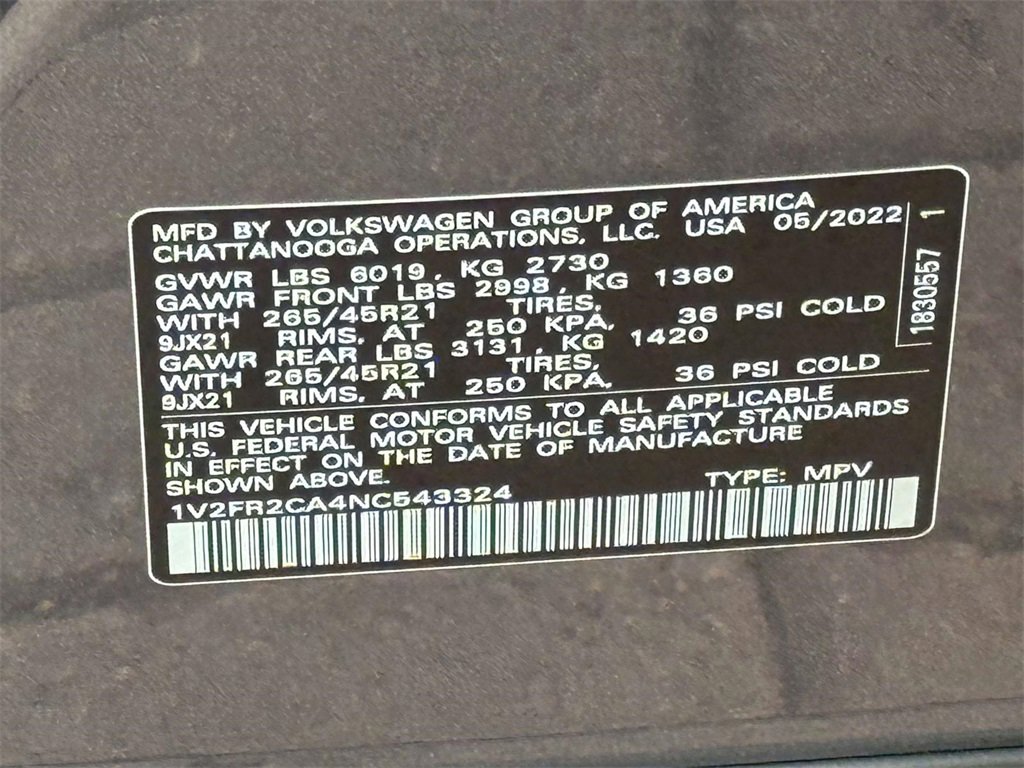 MFD BY VOLKSWAGEN GROUP OF AMERICA
CHATTANOOGA OPERATIONS, LLC. USA 05/2022
GVWR LBS 6019, KG 2730
GAWR FRONT LBS 2998, KG 1360
WITH 265/45R21 TIRES,
9JX21 RIMS, AT 250 KPA, 36 PSI COLD
GAWR REAR LBS 3131, KG 1420
WITH 265/45R21 TIRES,
9JX21 RIMS, AT 250 KPA, 36 PSI COLD
THIS VEHICLE CONFORMS TO ALL APPLICABLE
U.S. FEDERAL MOTOR VEHICLE SAFETY STANDARDS
IN EFFECT ON THE DATE OF MANUFACTURE
SHOWN ABOVE.
TYPE: MPV
1V2FR2CA4NC543324
1830557 1